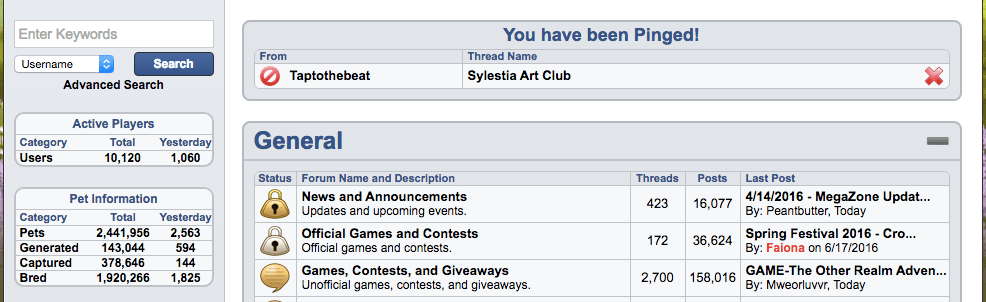 Enter Keywords
Username
Search
Advanced Search
Active Players
Category Total Yesterday
Users 10,120 1,060
Pet Information
Category Total Yesterday
Pets 2,441,956 2,563
Generated 143,044 594
Captured 378,646 144
Bred 1,920,266 1,825
You have been Pinged!
From Thread Name
Taptothebeat Sylestia Art Club
General
Status Forum Name and Description Threads Posts Last Post
News and Announcements 423 16,077 4/14/2016 - MegaZone Updat...
Updates and upcoming events. By: Peantbutter, Today
Official Games and Contests 172 36,624 Spring Festival 2016 - Cro...
Official games and contests. By: Faiona on 6/17/2016
Games, Contests, and Giveaways 2,700 158,016 GAME-The Other Realm Adven...
Unofficial games, contests, and giveaways. By: Mweorluvvr, Today